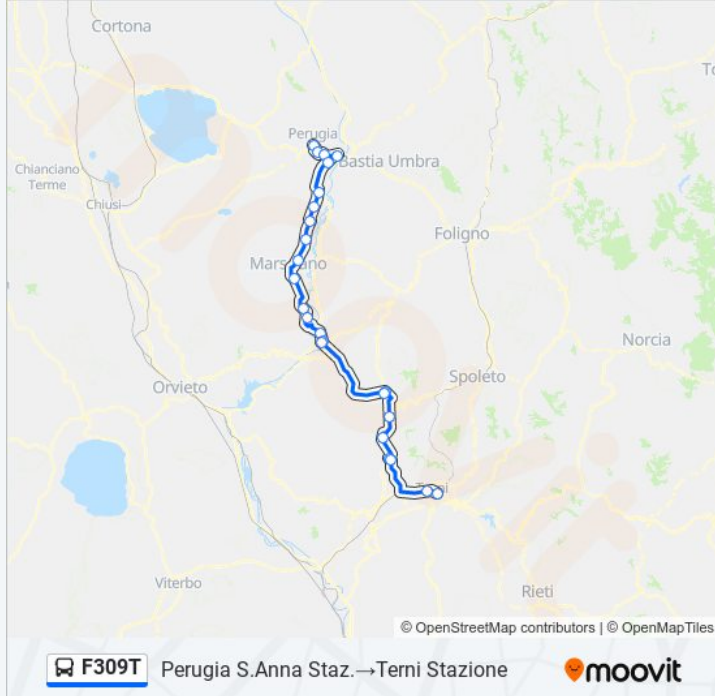 Cortona
To
Perugia
Bastia Umbra
Chianciano
Terme
Chiusi
Foligno
Norcia
Orvieto
Spoleto
Viterbo
Rieti
© OpenStreetMap contributors | © OpenMapTiles
F309T Perugia S.Anna Staz.→Terni Stazione moovit